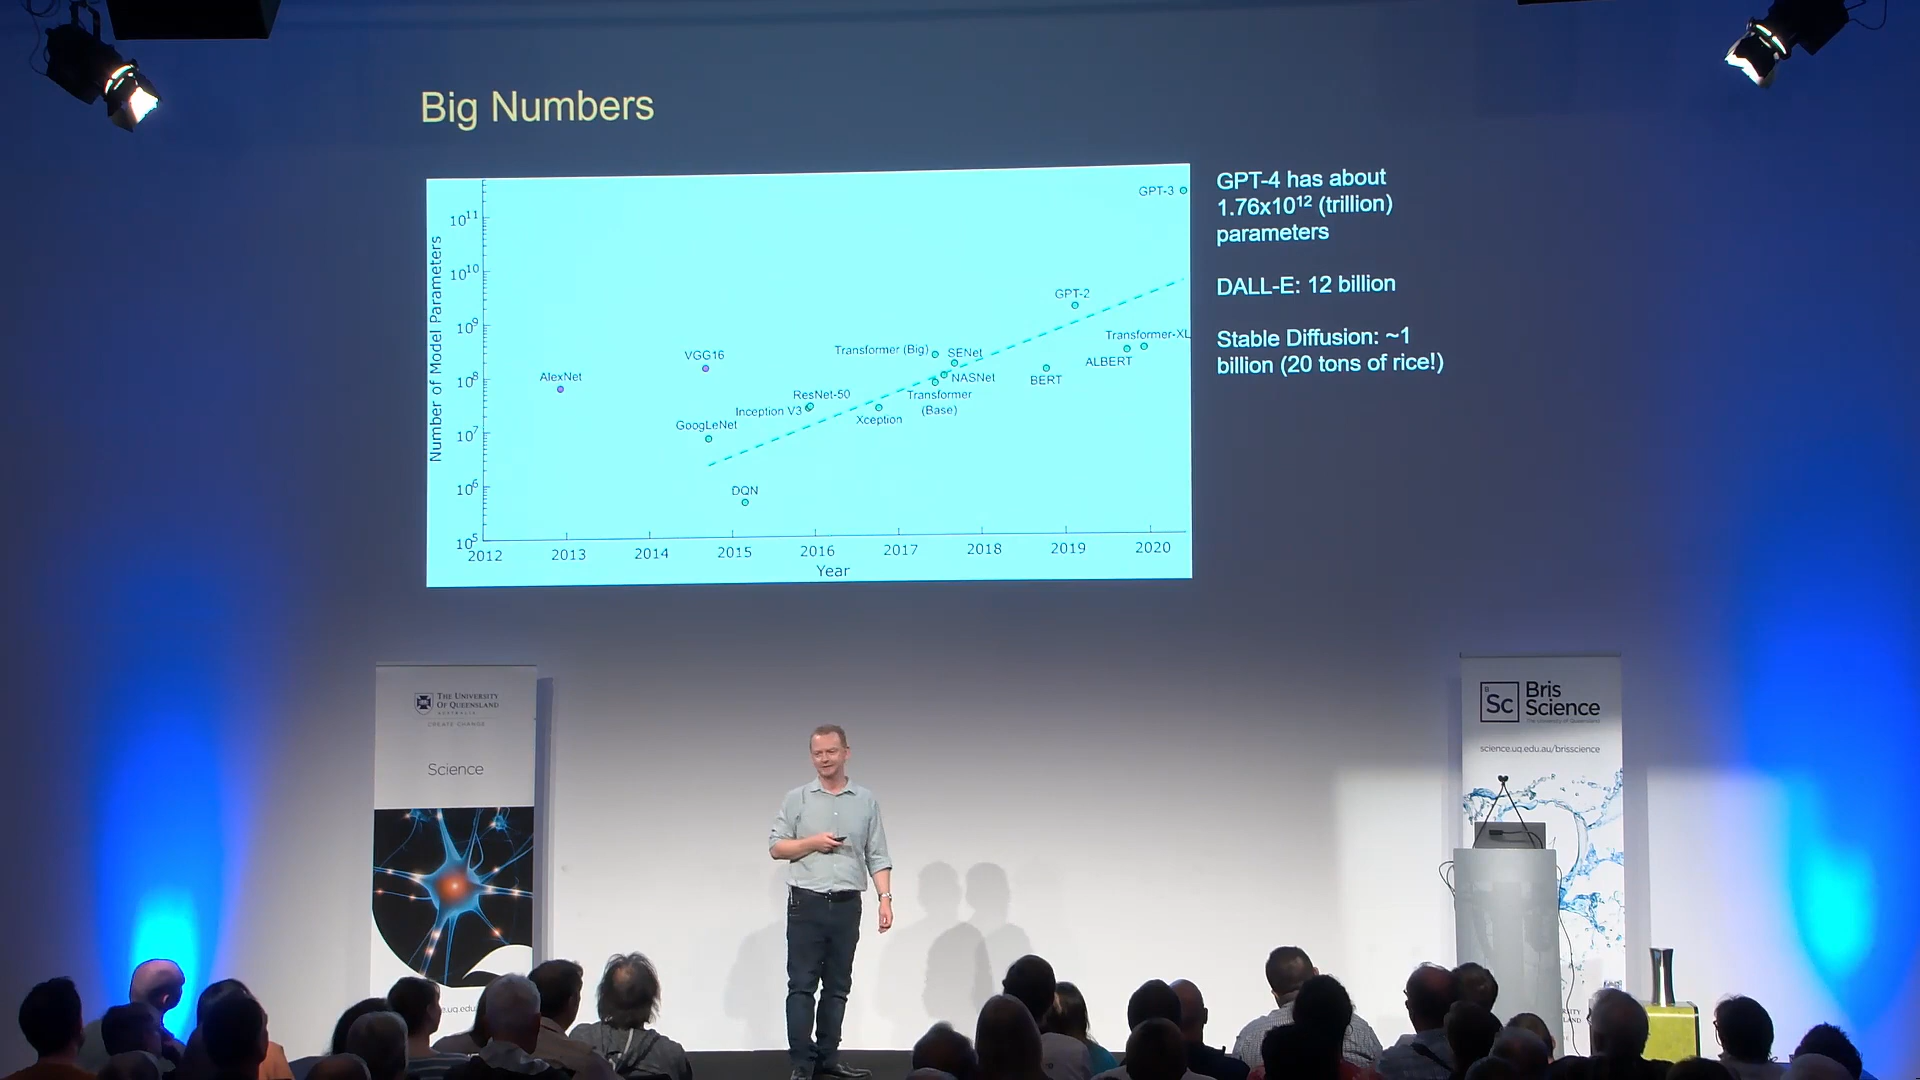 Big Numbers
GPT-4 has about
1.76x10¹² (trillion)
parameters
DALL-E: 12 billion
Stable Diffusion: ~1
billion (20 tons of rice!)
Number of Model Parameters
10¹¹
10¹⁰
10⁹
10⁸
10⁷
10⁶
10⁵
GPT-3
GPT-2
Transformer-XL
ALBERT
BERT
Transformer (Big)
SENet
NASNet
Transformer
(Base)
Xception
VGG16
AlexNet
ResNet-50
Inception V3
GoogLeNet
DQN
2012 2013 2014 2015 2016 2017 2018 2019 2020
Year
THE UNIVERSITY
OF QUEENSLAND
AUSTRALIA
CREATE CHANGE
Science
e.uq.edu
Sc
Bris
Science
The University of Queensland
science.uq.edu.au/brisscience